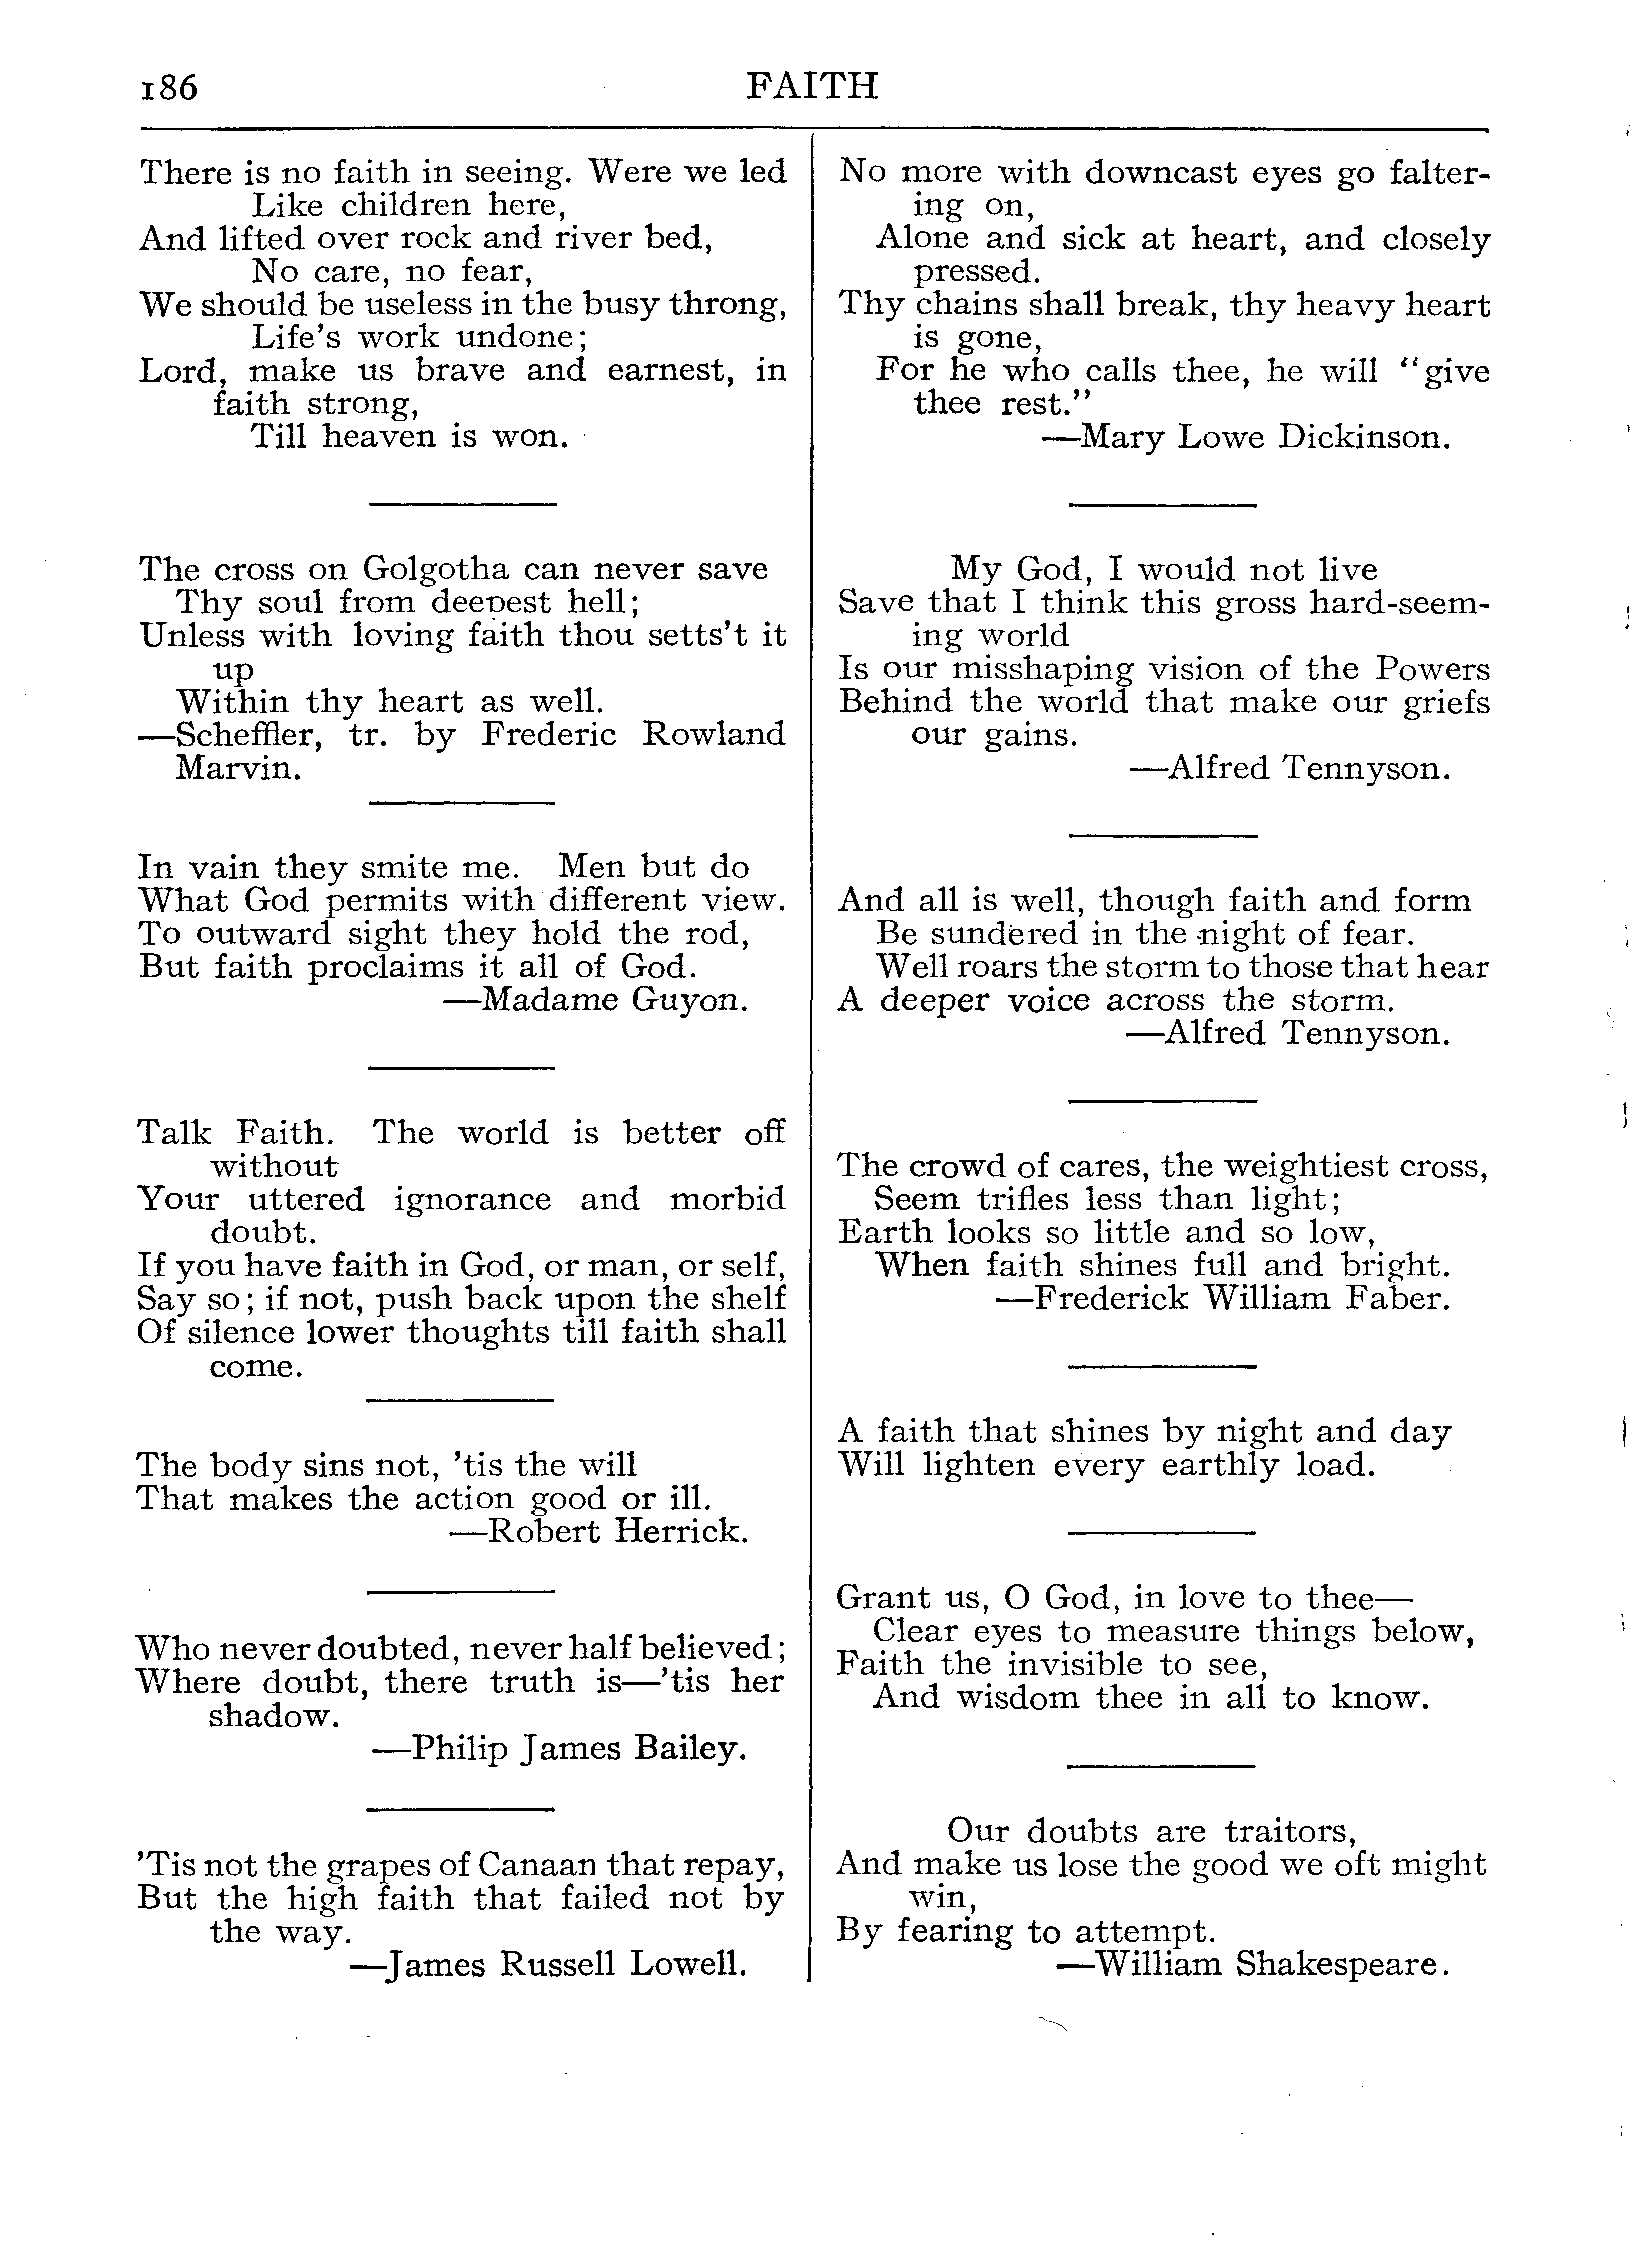 186
FAITH
There is no faith in seeing. Were we led
Like children here,
And lifted over rock and river bed,
No care, no fear,
We should be useless in the busy throng,
Life's work undone;
Lord, make us brave and earnest, in
faith strong,
Till heaven is won.
The cross on Golgotha can never save
Thy soul from deepest hell;
Unless with loving faith thou setts't it
up
Within thy heart as well.
—Scheffler, tr. by Frederic Rowland
Marvin.
In vain they smite me. Men but do
What God permits with different view.
To outward sight they hold the rod,
But faith proclaims it all of God.
—Madame Guyon.
Talk Faith. The world is better off
without
Your uttered ignorance and morbid
doubt.
If you have faith in God, or man, or self,
Say so; if not, push back upon the shelf
Of silence lower thoughts till faith shall
come.
The body sins not, 'tis the will
That makes the action good or ill.
—Robert Herrick.
Who never doubted, never half believed;
Where doubt, there truth is—'tis her
shadow.
—Philip James Bailey.
'Tis not the grapes of Canaan that repay,
But the high faith that failed not by
the way.
—James Russell Lowell.
No more with downcast eyes go falter-
ing on,
Alone and sick at heart, and closely
pressed.
Thy chains shall break, thy heavy heart
is gone,
For he who calls thee, he will "give
thee rest."
—Mary Lowe Dickinson.
My God, I would not live
Save that I think this gross hard-seem-
ing world
Is our misshaping vision of the Powers
Behind the world that make our griefs
our gains.
—Alfred Tennyson.
And all is well, though faith and form
Be sundered in the night of fear.
Well roars the storm to those that hear
A deeper voice across the storm.
—Alfred Tennyson.
The crowd of cares, the weightiest cross,
Seem trifles less than light;
Earth looks so little and so low,
When faith shines full and bright.
—Frederick William Faber.
A faith that shines by night and day
Will lighten every earthly load.
Grant us, O God, in love to thee—
Clear eyes to measure things below,
Faith the invisible to see,
And wisdom thee in all to know.
Our doubts are traitors,
And make us lose the good we oft might
win,
By fearing to attempt.
—William Shakespeare.